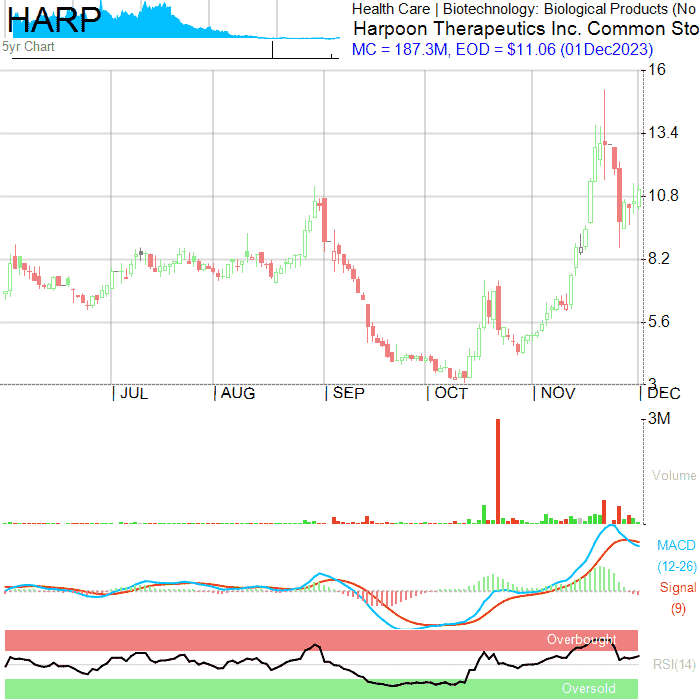 HARP
Health Care | Biotechnology: Biological Products (No
5yr Chart
Harpoon Therapeutics Inc. Common Sto
MC = 187.3M, EOD = $11.06 (01Dec2023)
16
13.4
10.8
8.2
5.6
3
JUL AUG SEP OCT NOV DEC
3M
Volume
MACD
(12-26)
Signal
(9)
Overbought
RSI(14)
Oversold